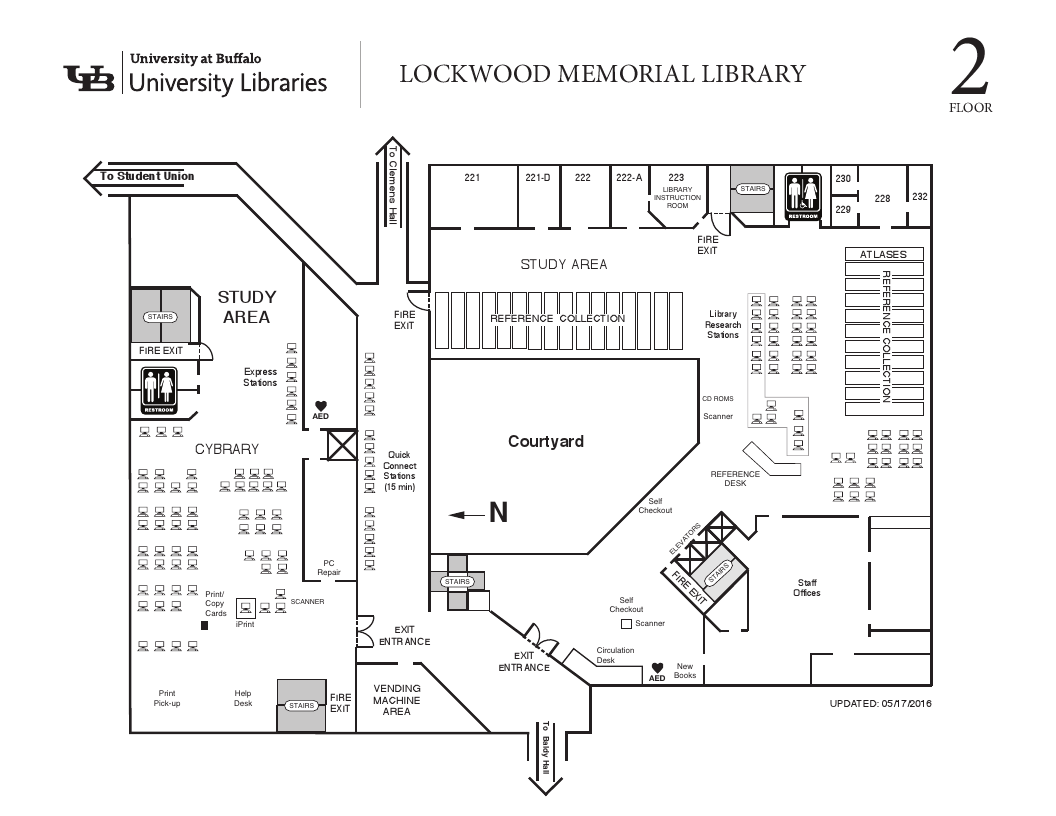 UB
University at Buffalo
University Libraries
LOCKWOOD MEMORIAL LIBRARY
2
FLOOR
To Student Union
To Clemens Hall
221
221-D
222
222-A
223
LIBRARY
INSTRUCTION
ROOM
STAIRS
RESTROOM
230
229
228
232
FIRE
EXIT
STUDY AREA
ATLASES
REFERENCE COLLECTION
STUDY
AREA
STAIRS
FIRE EXIT
RESTROOM
FIRE
EXIT
REFERENCE COLLECTION
Library
Research
Stations
Express
Stations
AED
CD ROMS
Scanner
CYBRARY
Courtyard
Quick
Connect
Stations
(15 min)
REFERENCE
DESK
N
Self
Checkout
ELEVATORS
STAIRS
FIRE EXIT
PC
Repair
STAIRS
Staff
Offices
Print/
Copy
Cards
iPrint
SCANNER
Self
Checkout
Scanner
EXIT
ENTRANCE
EXIT
ENTRANCE
Circulation
Desk
AED
New
Books
Print
Pick-up
Help
Desk
STAIRS
FIRE
EXIT
VENDING
MACHINE
AREA
To Baldy Hall
UPDATED: 05/17/2016